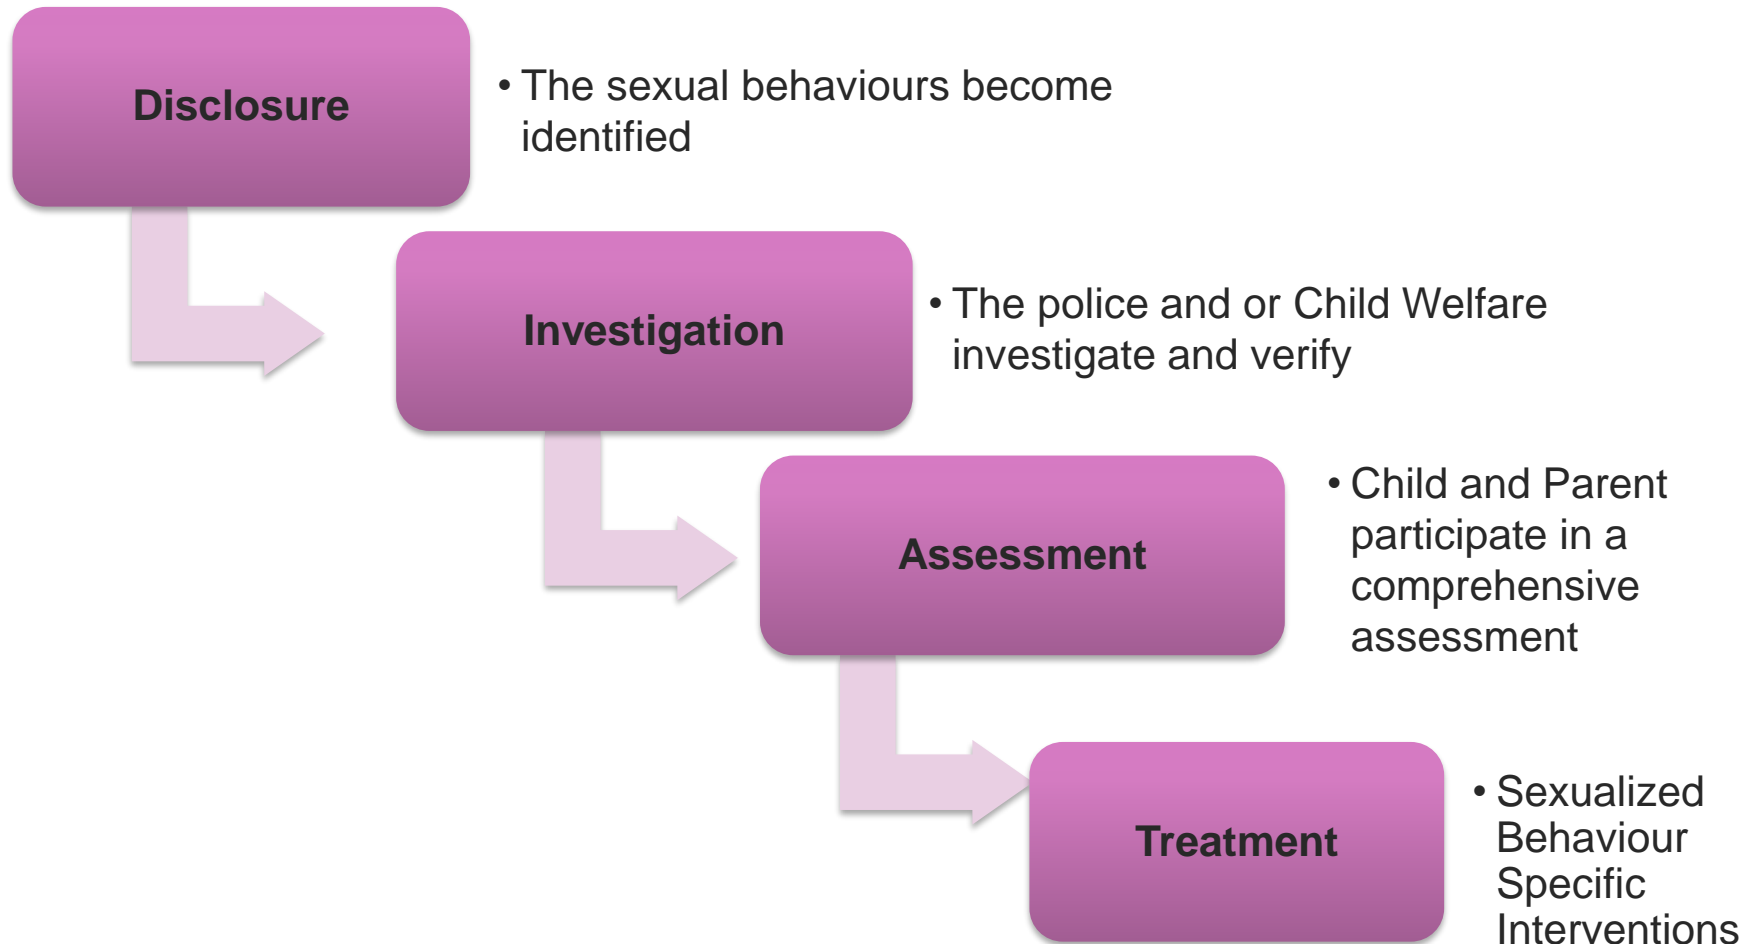 Disclosure
• The sexual behaviours become
identified
Investigation
• The police and or Child Welfare
investigate and verify
Assessment
• Child and Parent
participate in a
comprehensive
assessment
Treatment
• Sexualized
Behaviour
Specific
Interventions